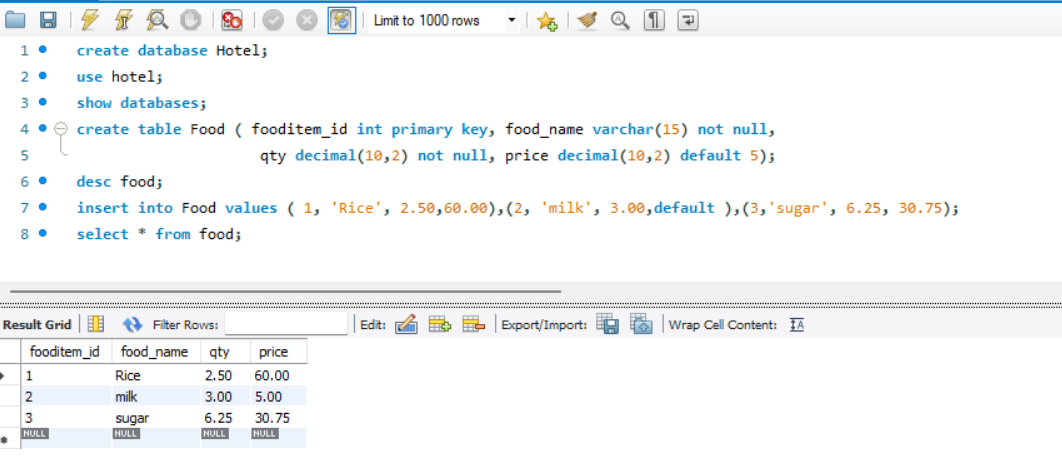 Limit to 1000 rows
1 create database Hotel;
2 use hotel;
3 show databases;
4 create table Food ( fooditem_id int primary key, food_name varchar(15) not null,
5 qty decimal(10,2) not null, price decimal(10,2) default 5);
6 desc food;
7 insert into Food values ( 1, 'Rice', 2.50,60.00),(2, 'milk', 3.00,default ),(3,'sugar', 6.25, 30.75);
8 select * from food;
Result Grid Filter Rows: Edit: Export/Import: Wrap Cell Content: IA
fooditem_id food_name qty price
1 Rice 2.50 60.00
2 milk 3.00 5.00
3 sugar 6.25 30.75
NULL NULL NULL NULL